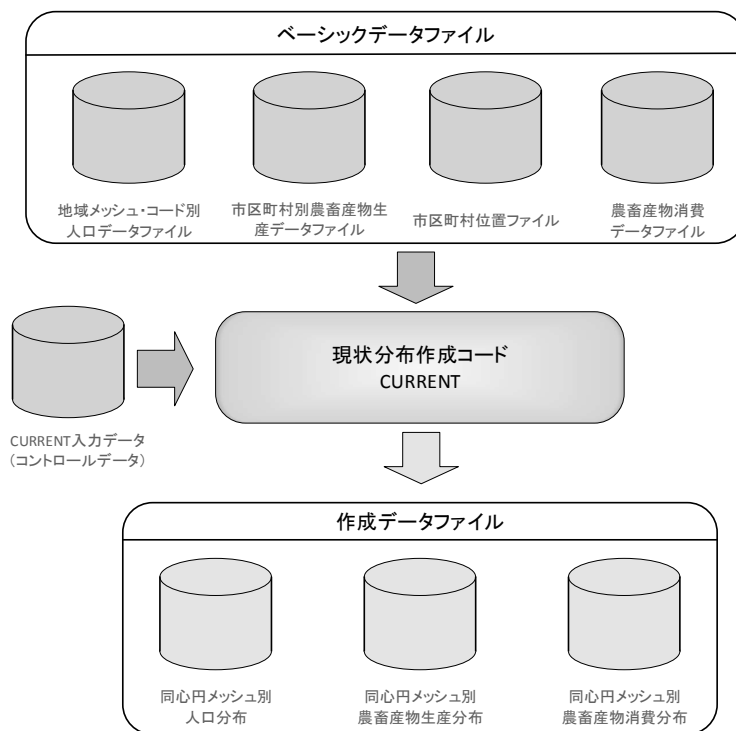 ベーシックデータファイル
地域メッシュ・コード別
人口データファイル
市区町村別農畜産物生
産データファイル
市区町村位置ファイル
農畜産物消費
データファイル
現状分布作成コード
CURRENT
CURRENT入力データ
(コントロールデータ)
作成データファイル
同心円メッシュ別
人口分布
同心円メッシュ別
農畜産物生産分布
同心円メッシュ別
農畜産物消費分布